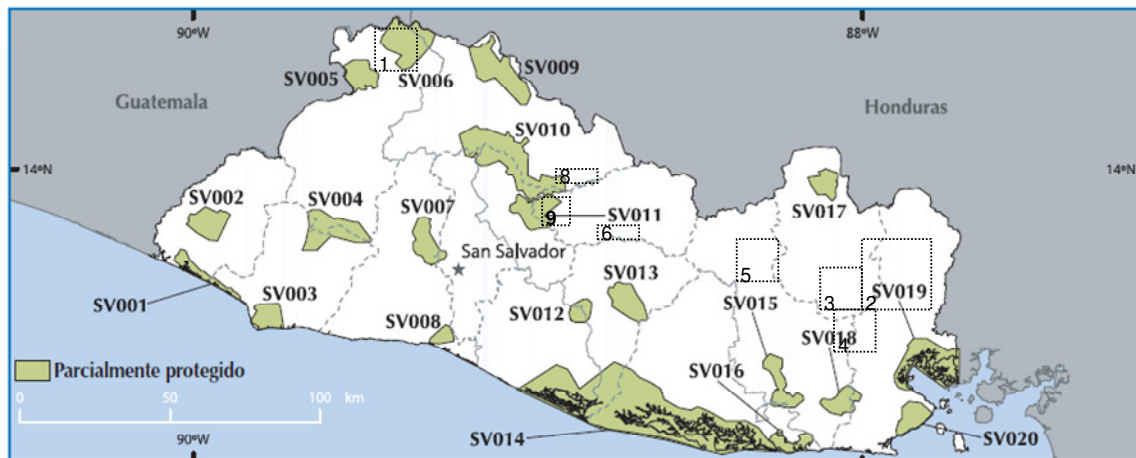 90ºW
88ºW
1
SV009
SV005
SV006
Guatemala
Honduras
SV010
14ºN
14ºN
8
SV002
SV004
SV007
SV017
9
SV011
6
San Salvador
5
SV013
3
2
SV019
SV001
SV003
SV015
SV012
SV008
4
SV018
Parcialmente protegido
SV016
0
50
100
km
90ºW
SV014
88ºW
SV020